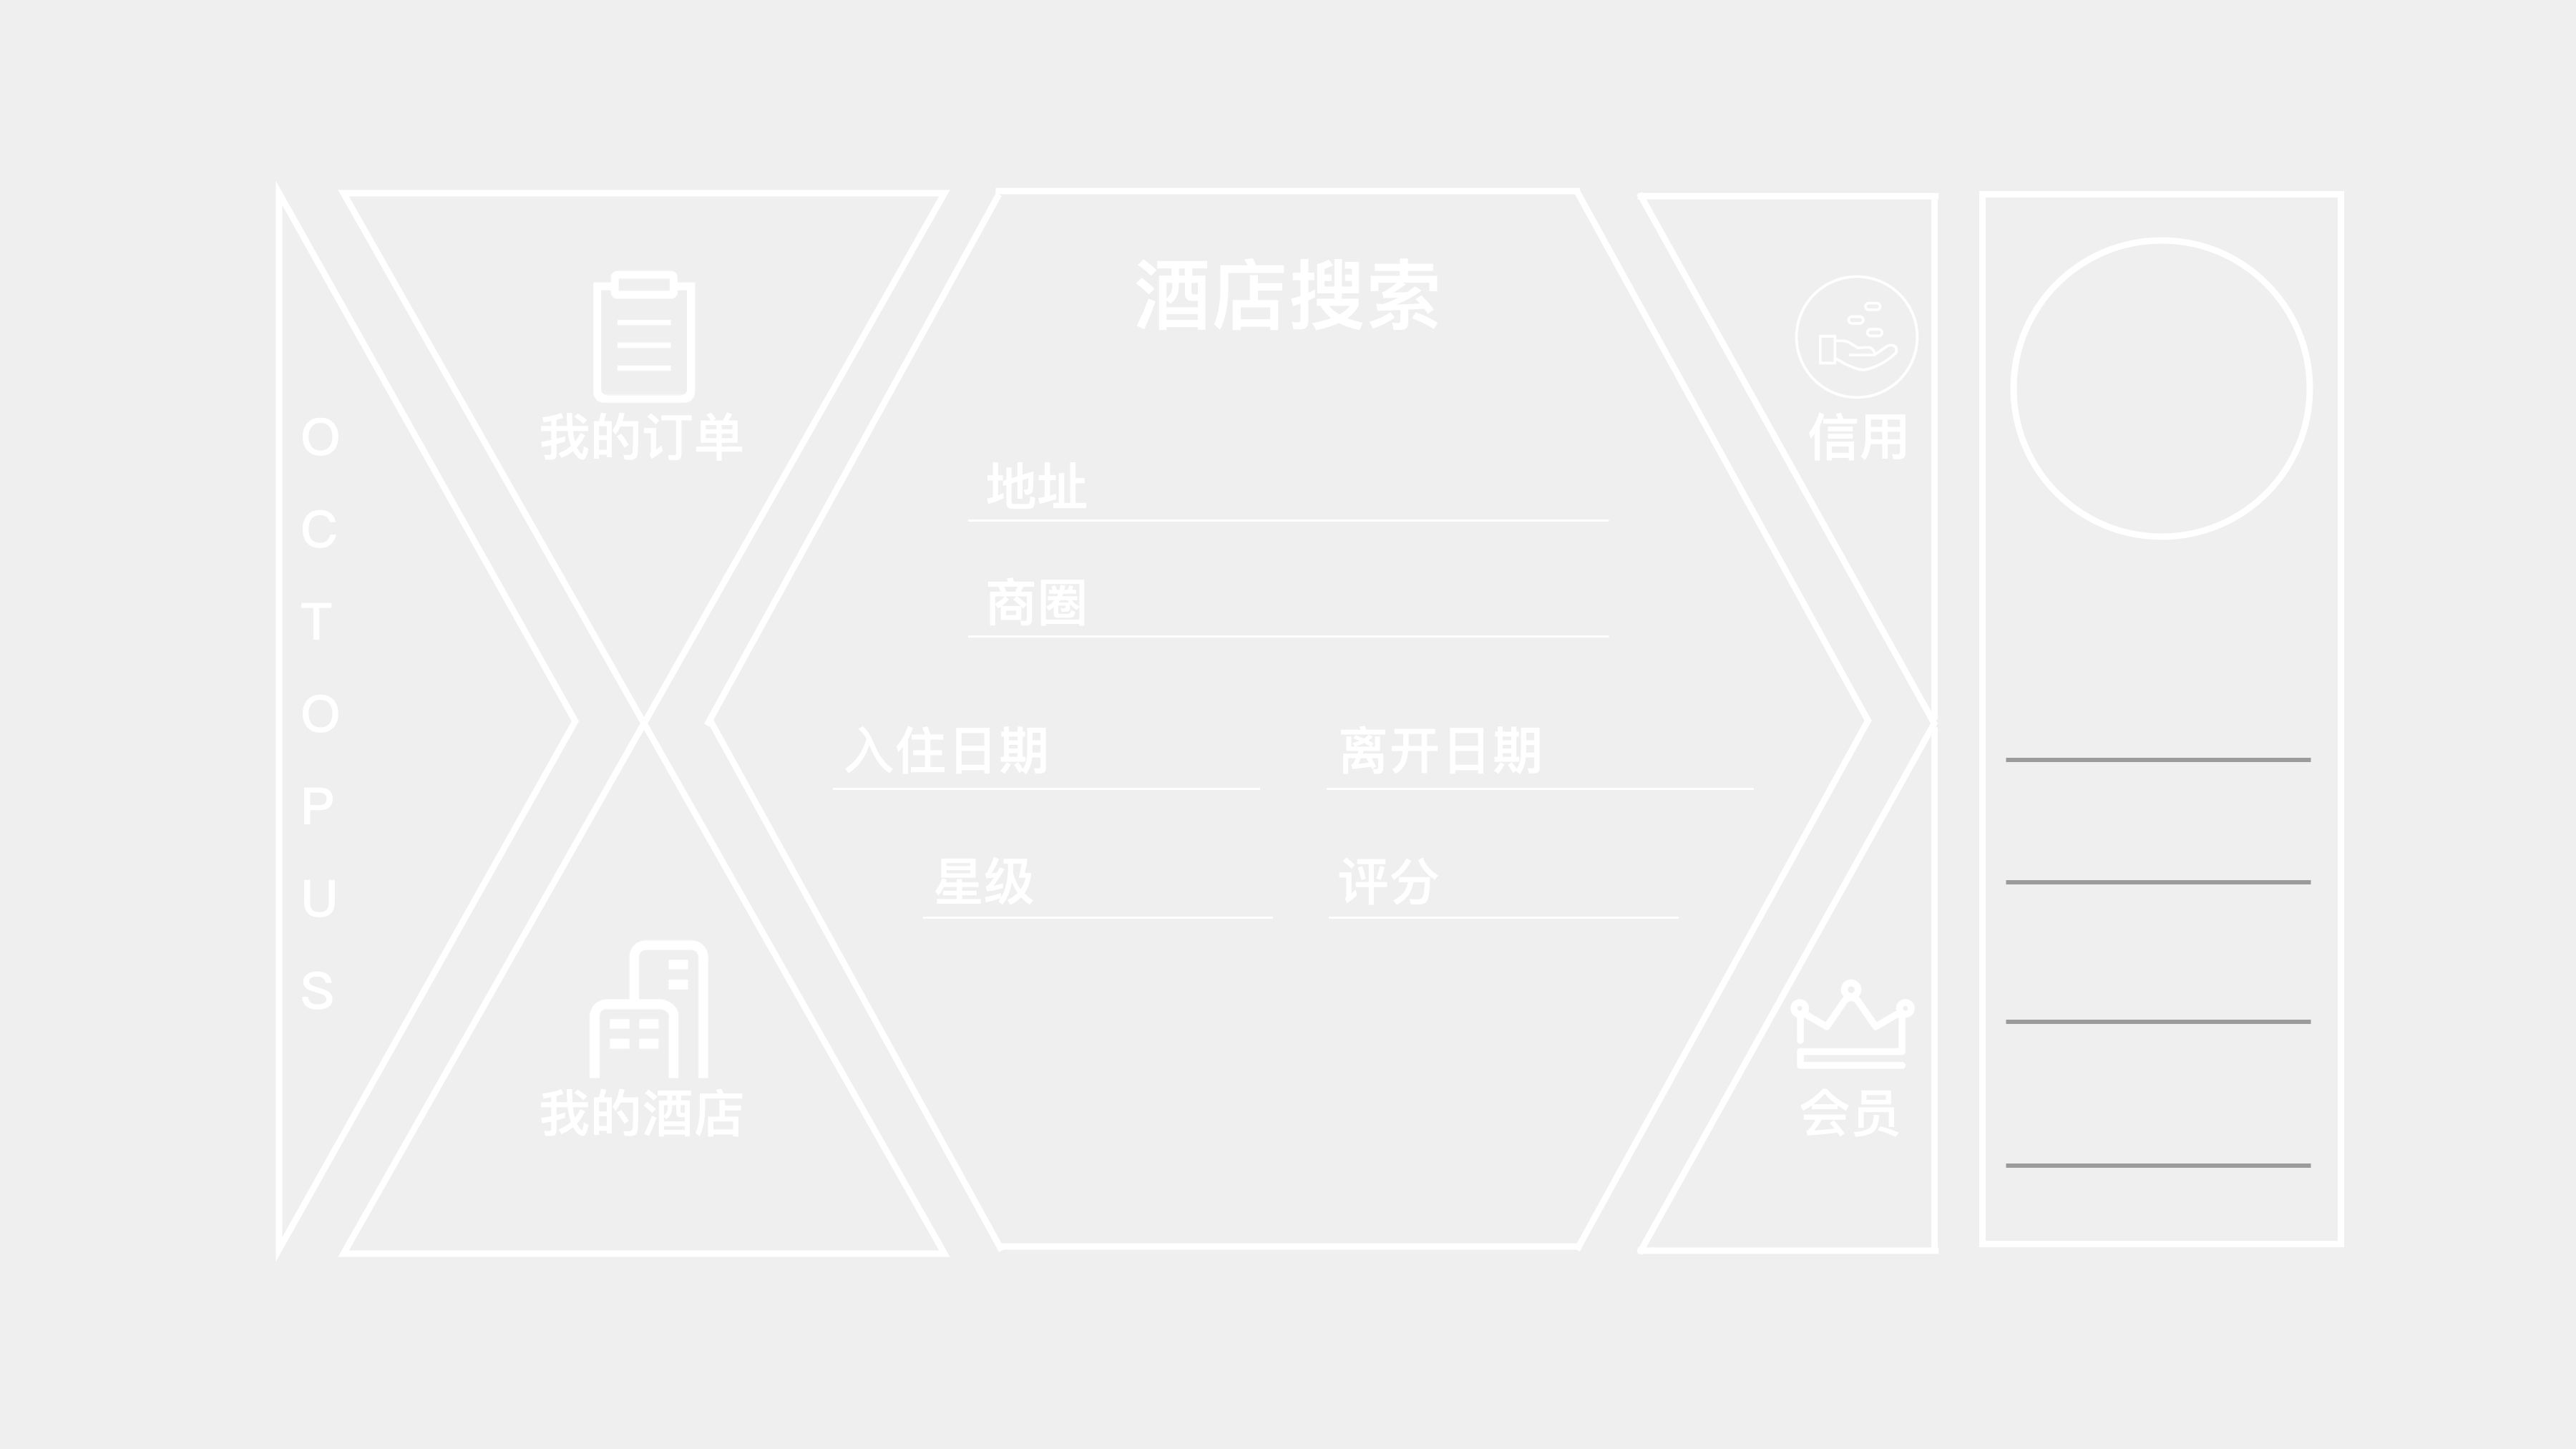 OCTOPUS
我的订单
我的酒店
酒店搜索
地址
商圈
入住日期
离开日期
星级
评分
信用
会员